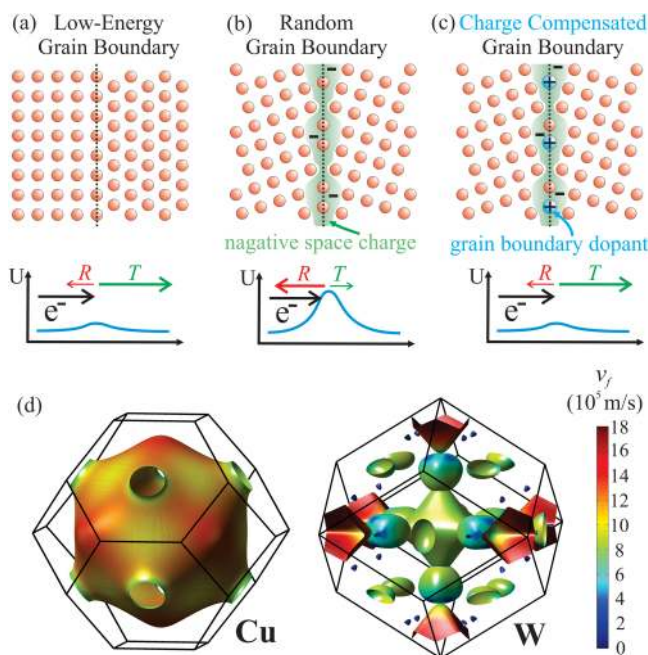 (a) Low-Energy
Grain Boundary
(b) Random
Grain Boundary
(c) Charge Compensated
Grain Boundary
nagative space charge
grain boundary dopant
U
R T
e⁻
U
R T
e⁻
U
R T
e⁻
(d)
Cu
W
v_f
(10⁵ m/s)
18
16
14
12
10
8
6
4
2
0